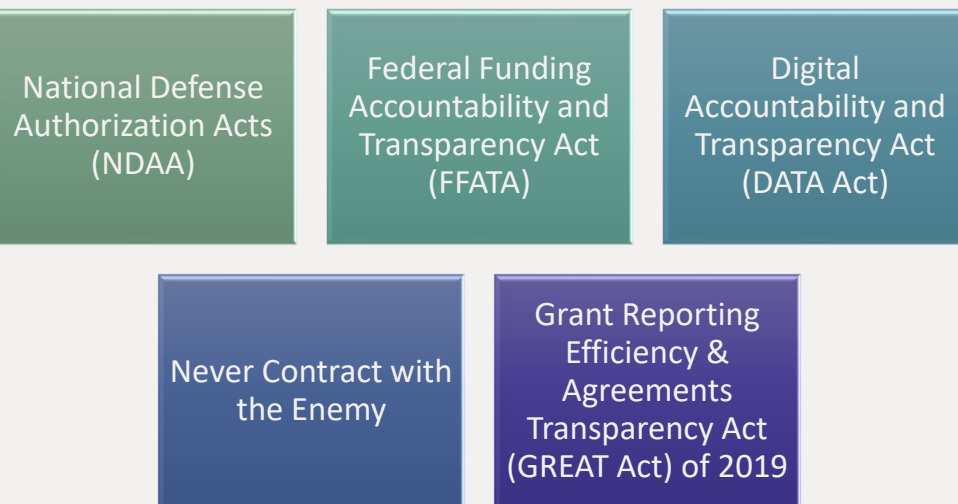 National Defense
Authorization Acts
(NDAA)
Federal Funding
Accountability and
Transparency Act
(FFATA)
Digital
Accountability and
Transparency Act
(DATA Act)
Never Contract with
the Enemy
Grant Reporting
Efficiency &
Agreements
Transparency Act
(GREAT Act) of 2019